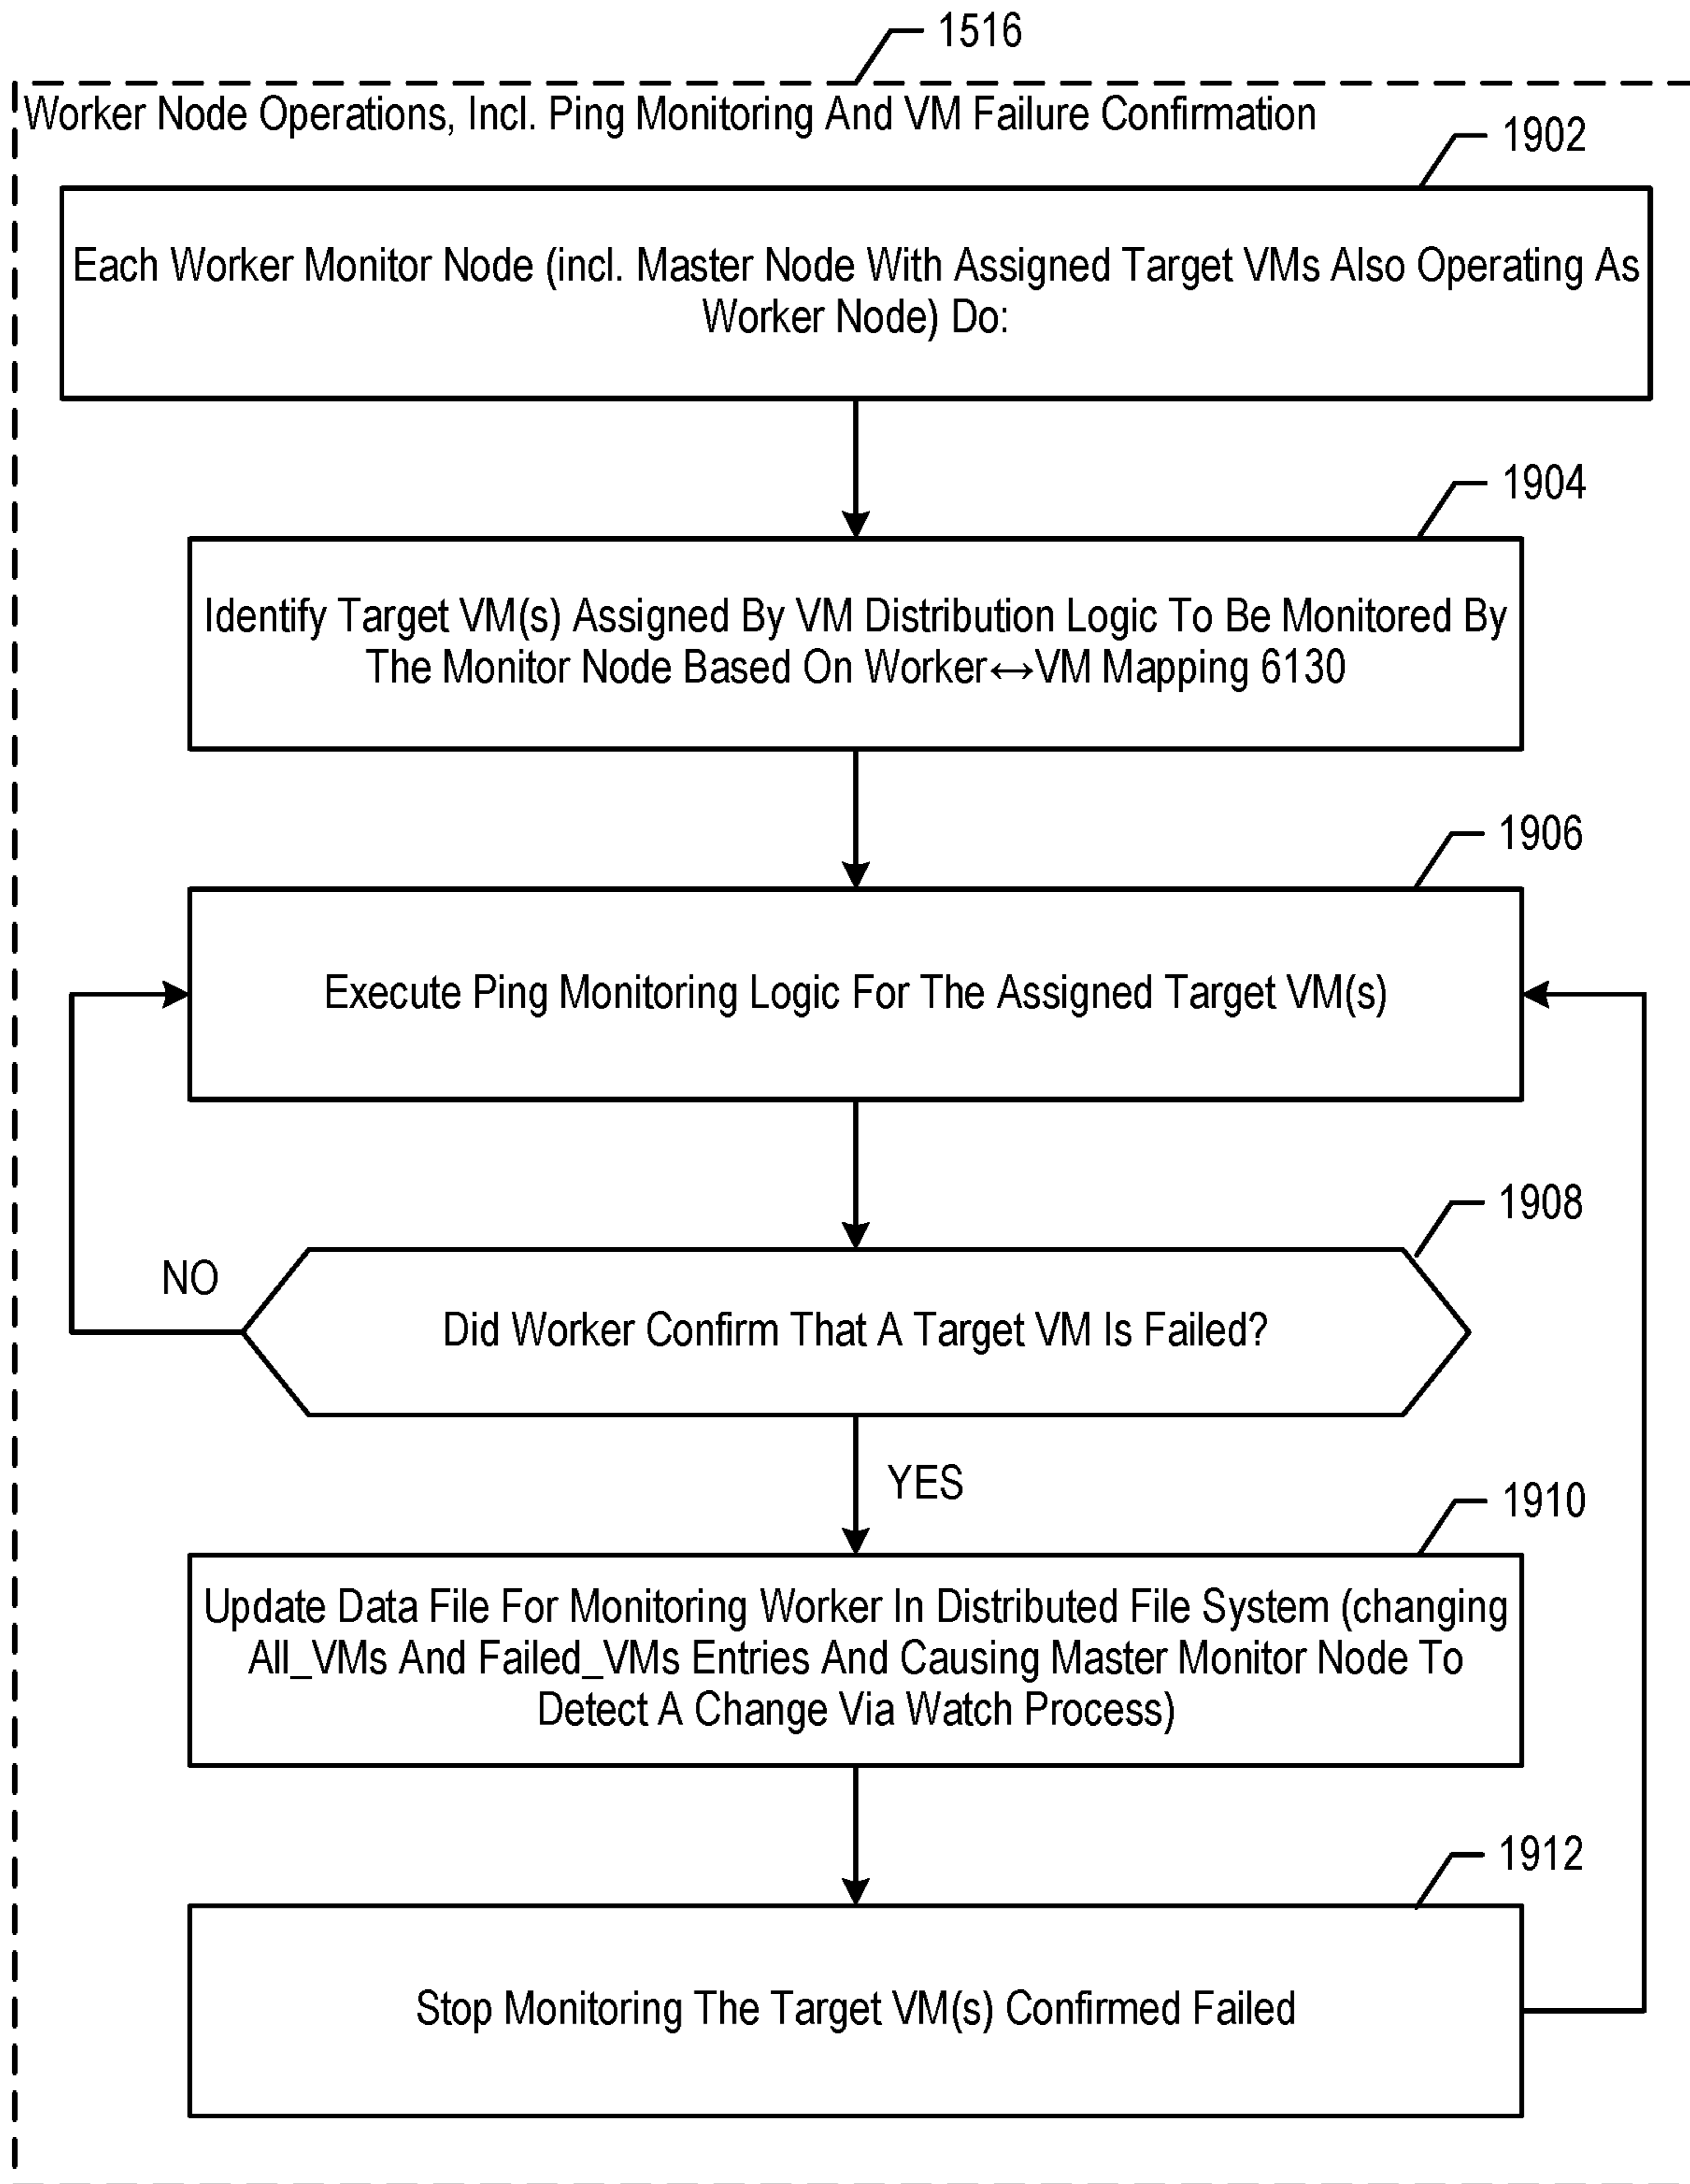 1516
Worker Node Operations, Incl. Ping Monitoring And VM Failure Confirmation
1902
Each Worker Monitor Node (incl. Master Node With Assigned Target VMs Also Operating As
Worker Node) Do:
1904
Identify Target VM(s) Assigned By VM Distribution Logic To Be Monitored By
The Monitor Node Based On Worker↔VM Mapping 6130
1906
Execute Ping Monitoring Logic For The Assigned Target VM(s)
1908
NO
Did Worker Confirm That A Target VM Is Failed?
YES
1910
Update Data File For Monitoring Worker In Distributed File System (changing
All_VMs And Failed_VMs Entries And Causing Master Monitor Node To
Detect A Change Via Watch Process)
1912
Stop Monitoring The Target VM(s) Confirmed Failed